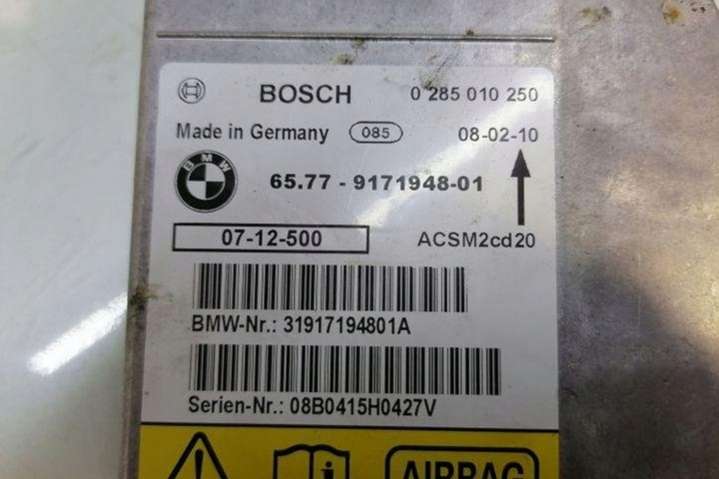 BOSCH 0 285 010 250
Made in Germany 085 08-02-10
BMW 65.77 - 9171948-01
07-12-500 ACSM2cd20
BMW-Nr.: 31917194801A
Serien-Nr.: 08B0415H0427V
AIRBAG